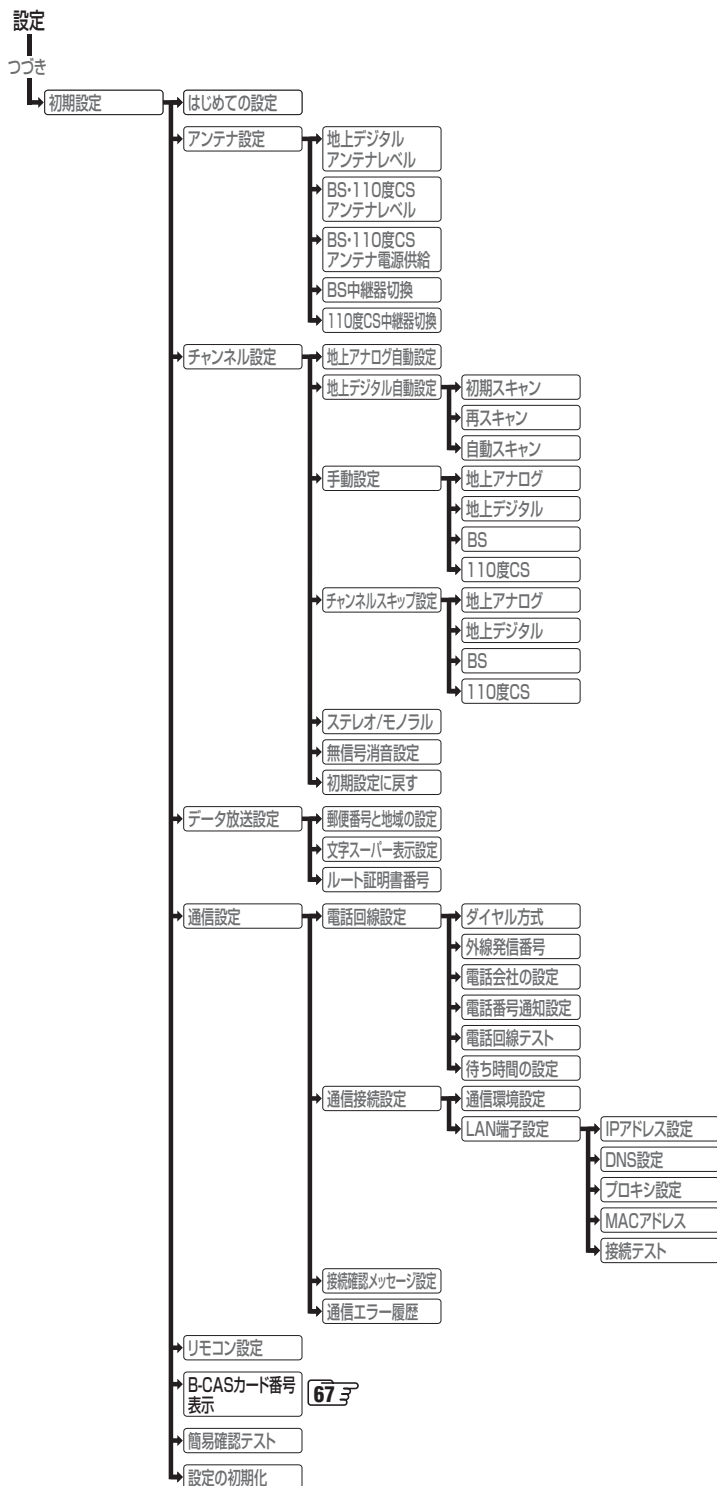 設定
つづき
初期設定
はじめての設定
アンテナ設定
地上デジタル
アンテナレベル
BS・110度CS
アンテナレベル
BS・110度CS
アンテナ電源供給
BS中継器切換
110度CS中継器切換
チャンネル設定
地上アナログ自動設定
地上デジタル自動設定
初期スキャン
再スキャン
自動スキャン
手動設定
地上アナログ
地上デジタル
BS
110度CS
チャンネルスキップ設定
地上アナログ
地上デジタル
BS
110度CS
ステレオ/モノラル
無信号消音設定
初期設定に戻す
データ放送設定
郵便番号と地域の設定
文字スーパー表示設定
ルート証明書番号
通信設定
電話回線設定
ダイヤル方式
外線発信番号
電話会社の設定
電話番号通知設定
電話回線テスト
待ち時間の設定
通信接続設定
通信環境設定
LAN端子設定
IPアドレス設定
DNS設定
プロキシ設定
MACアドレス
接続テスト
接続確認メッセージ設定
通信エラー履歴
リモコン設定
B-CASカード番号
表示
67
簡易確認テスト
設定の初期化